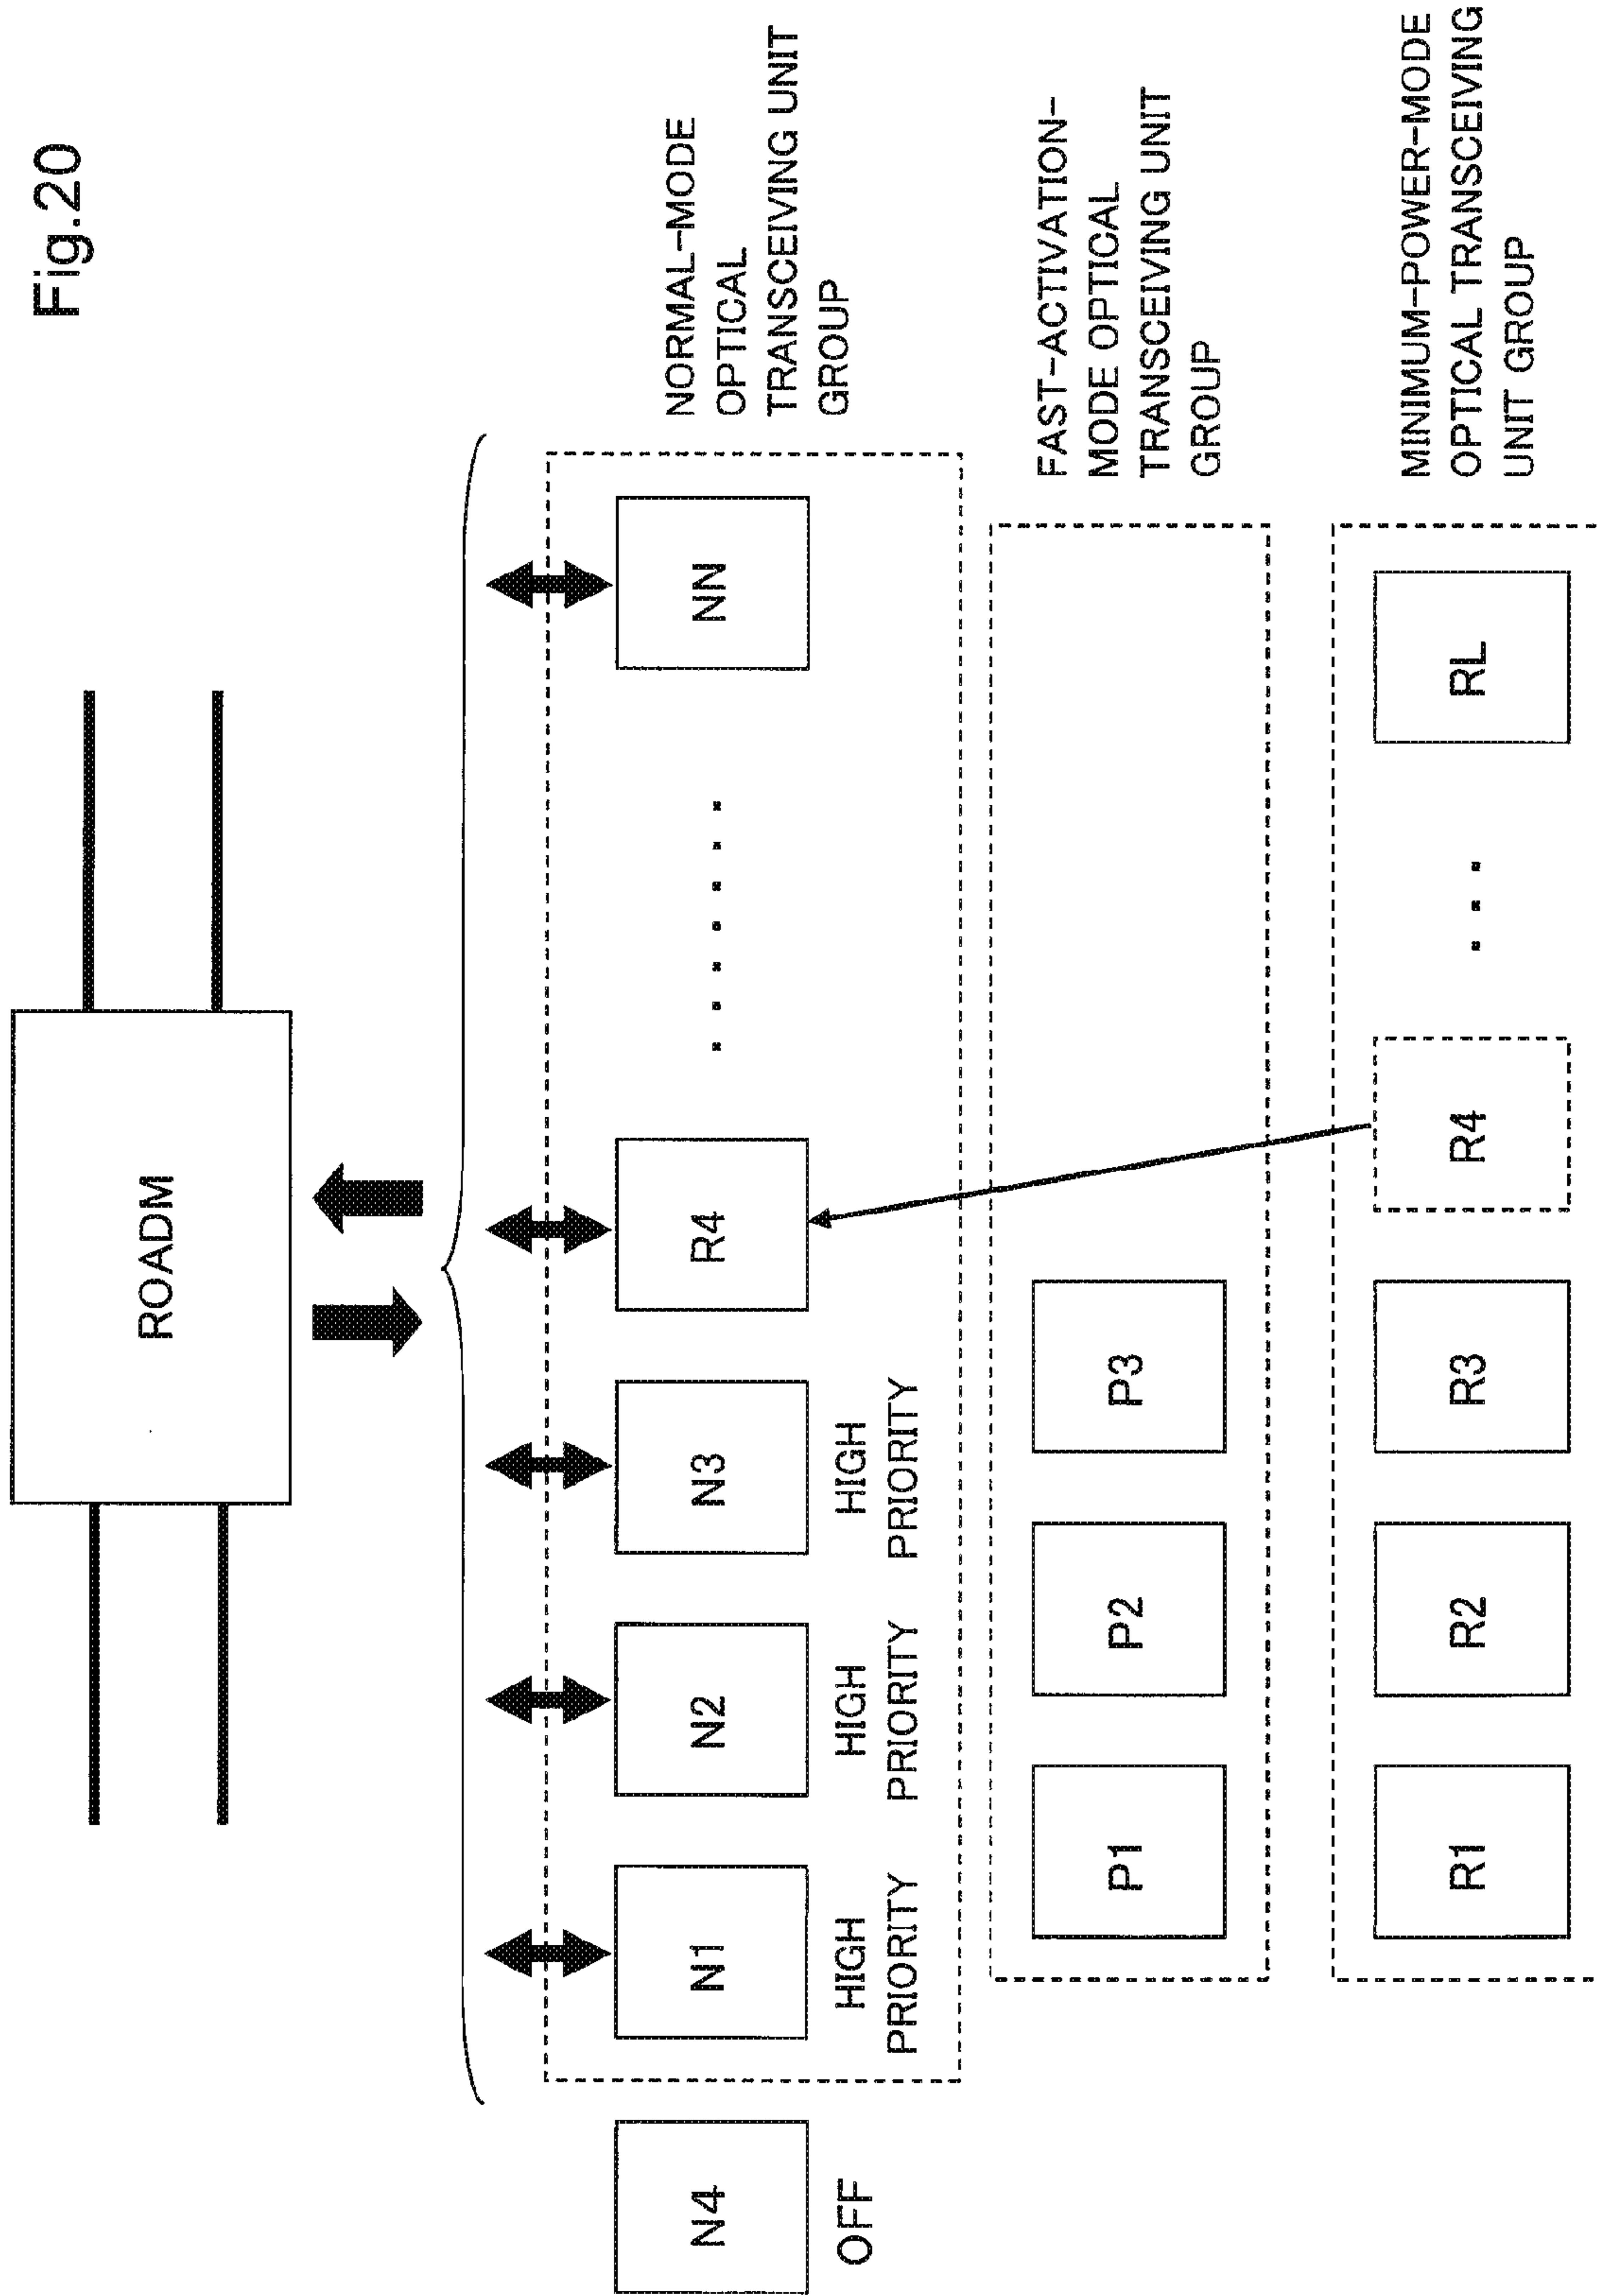 Fig.20
ROADM
N4
OFF
N1
HIGH
PRIORITY
N2
HIGH
PRIORITY
N3
HIGH
PRIORITY
R4
NN
NORMAL-MODE
OPTICAL
TRANSCEIVING UNIT
GROUP
P1
P2
P3
FAST-ACTIVATION-
MODE OPTICAL
TRANSCEIVING UNIT
GROUP
R1
R2
R3
R4
RL
MINIMUM-POWER-MODE
OPTICAL TRANSCEIVING
UNIT GROUP